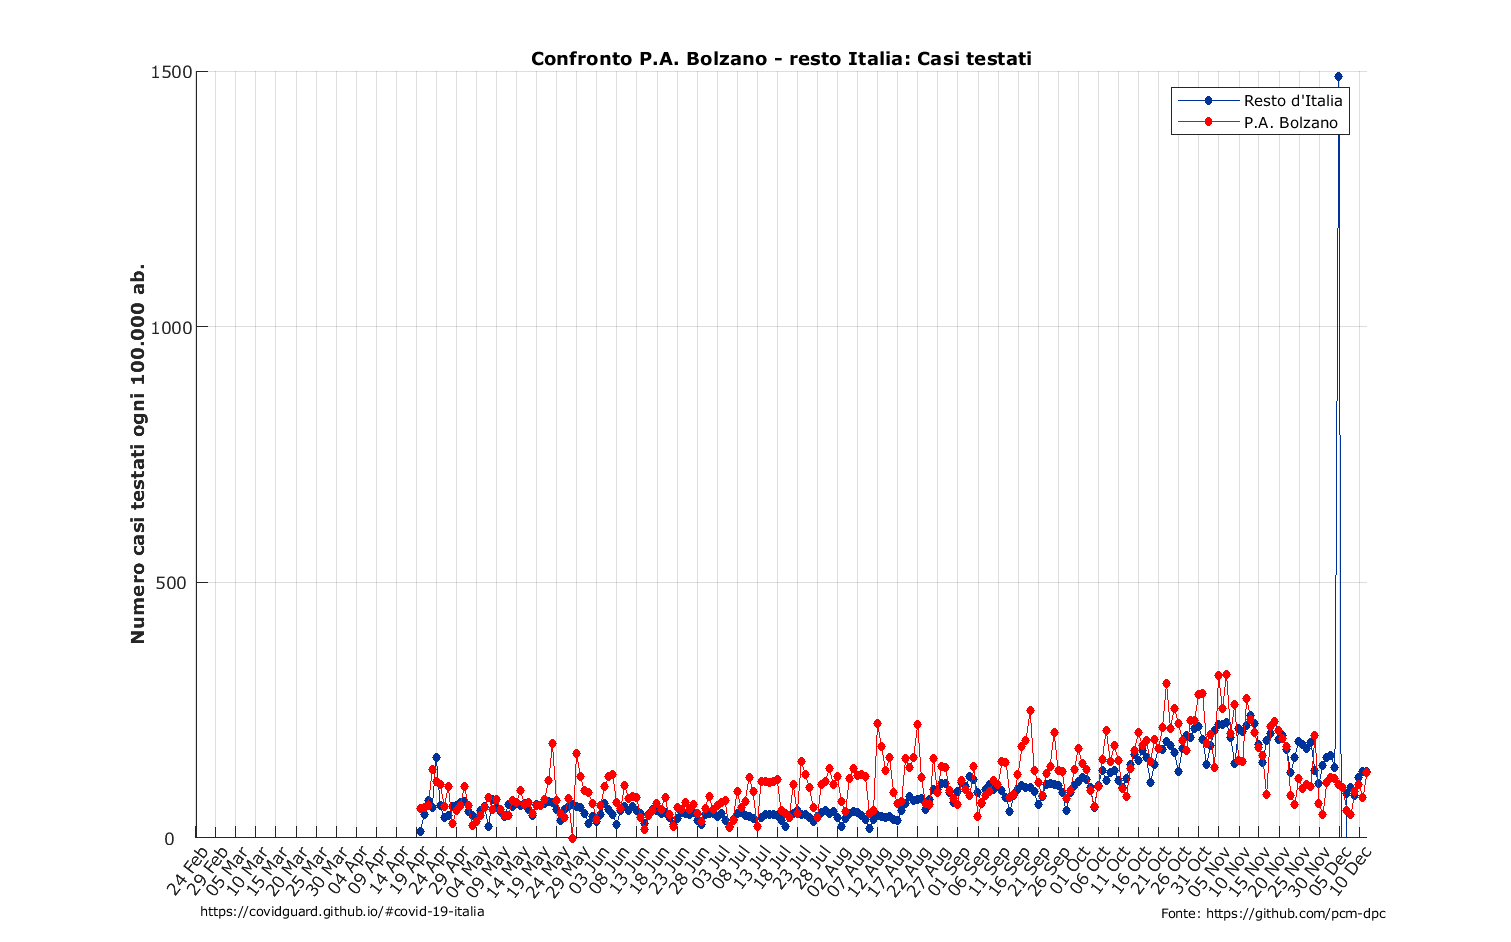 Confronto P.A. Bolzano - resto Italia: Casi testati
Resto d'Italia
P.A. Bolzano
Numero casi testati ogni 100.000 ab.
1500
1000
500
0
24 Feb
29 Feb
05 Mar
10 Mar
15 Mar
20 Mar
25 Mar
30 Mar
04 Apr
09 Apr
14 Apr
19 Apr
24 Apr
29 Apr
04 May
09 May
14 May
19 May
24 May
29 May
03 Jun
08 Jun
13 Jun
18 Jun
23 Jun
28 Jun
03 Jul
08 Jul
13 Jul
18 Jul
23 Jul
28 Jul
02 Aug
07 Aug
12 Aug
17 Aug
22 Aug
27 Aug
01 Sep
06 Sep
11 Sep
16 Sep
21 Sep
26 Sep
01 Oct
06 Oct
11 Oct
16 Oct
21 Oct
26 Oct
31 Oct
05 Nov
10 Nov
15 Nov
20 Nov
25 Nov
30 Nov
05 Dec
10 Dec
https://covidguard.github.io/#covid-19-italia
Fonte: https://github.com/pcm-dpc